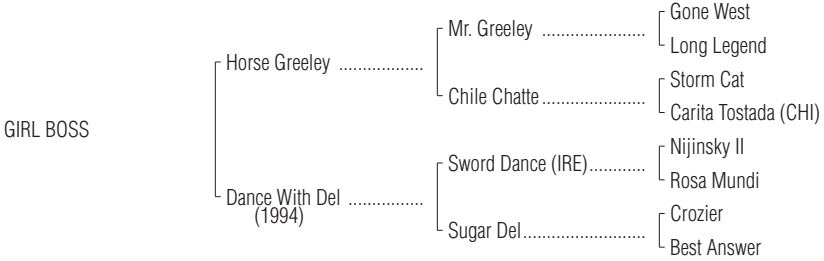 Gone West
Mr. Greeley ......................
Long Legend
Horse Greeley ..................
Storm Cat
Chile Chatte ......................
Carita Tostada (CHI)
GIRL BOSS
Nijinsky II
Sword Dance (IRE)............
Rosa Mundi
Dance With Del ................
(1994)
Crozier
Sugar Del..........................
Best Answer